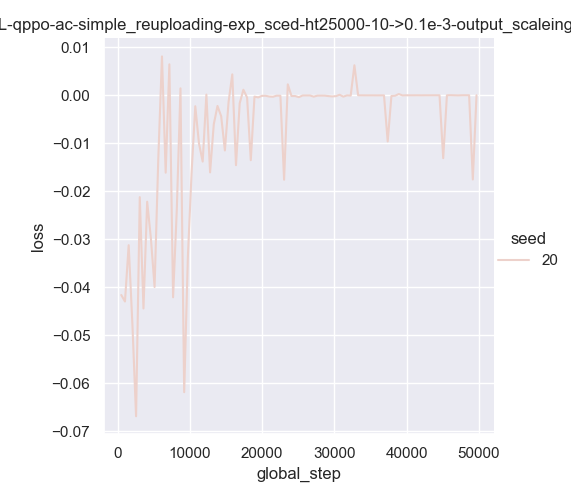 L-qppo-ac-simple_reuploading-exp_sced-ht25000-10->0.1e-3-output_scaleing
0.01
0.00
−0.01
−0.02
−0.03
−0.04
−0.05
−0.06
−0.07
loss
0 10000 20000 30000 40000 50000
global_step
seed
20